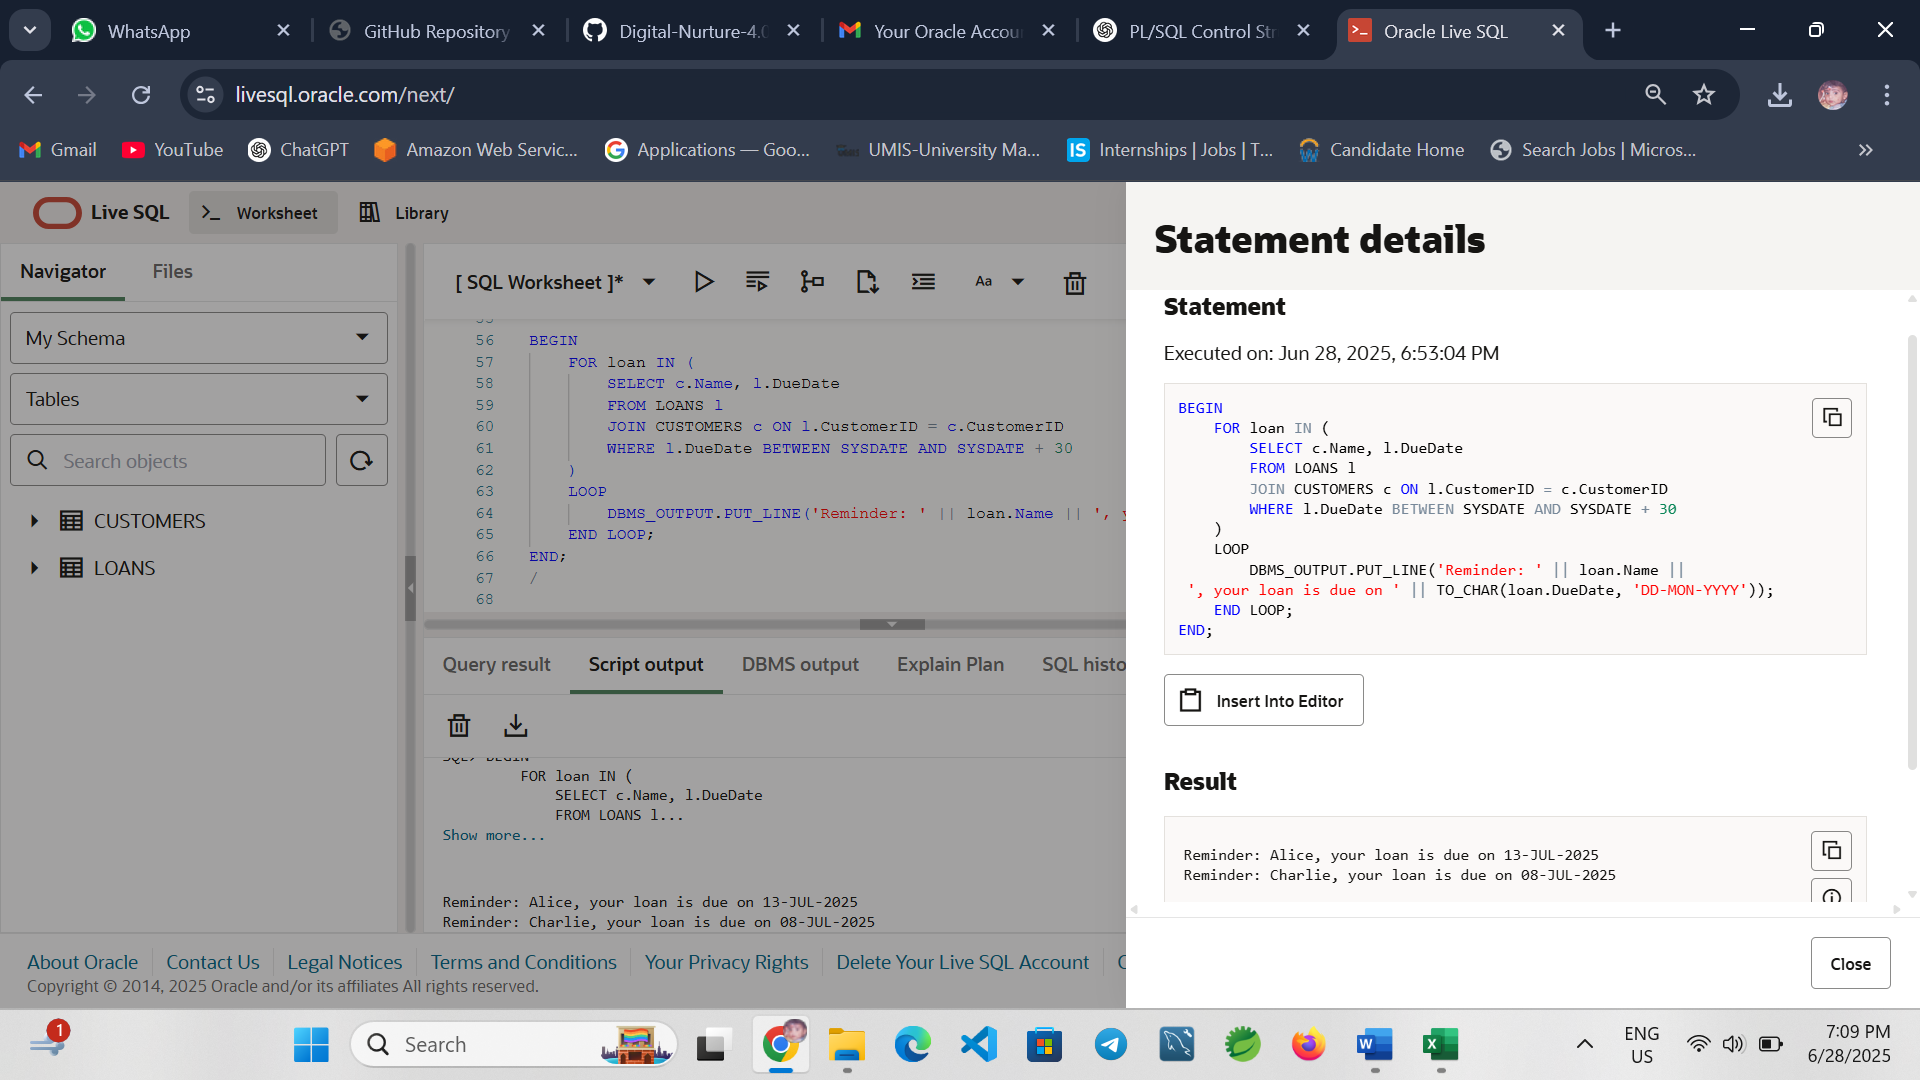 WhatsApp
GitHub Repository
Digital-Nurture-4.0
Your Oracle Accou
PL/SQL Control Str
Oracle Live SQL
livesql.oracle.com/next/
Gmail
YouTube
ChatGPT
Amazon Web Servic...
Applications — Goo...
UMIS-University Ma...
IS
Internships | Jobs | T...
Candidate Home
Search Jobs | Micros...
Live SQL
Worksheet
Library
Navigator
Files
My Schema
Tables
Search objects
CUSTOMERS
LOANS
[ SQL Worksheet ]*
Aa
55
56 BEGIN
57 FOR loan IN (
58 SELECT c.Name, l.DueDate
59 FROM LOANS l
60 JOIN CUSTOMERS c ON l.CustomerID = c.CustomerID
61 WHERE l.DueDate BETWEEN SYSDATE AND SYSDATE + 30
62 )
63 LOOP
64 DBMS_OUTPUT.PUT_LINE('Reminder: ' || loan.Name || ', y
65 END LOOP;
66 END;
67 /
68
Query result
Script output
DBMS output
Explain Plan
SQL histo
SQL> BEGIN
FOR loan IN (
SELECT c.Name, l.DueDate
FROM LOANS l...
Show more...
Reminder: Alice, your loan is due on 13-JUL-2025
Reminder: Charlie, your loan is due on 08-JUL-2025
Statement details
Statement
Executed on: Jun 28, 2025, 6:53:04 PM
BEGIN
FOR loan IN (
SELECT c.Name, l.DueDate
FROM LOANS l
JOIN CUSTOMERS c ON l.CustomerID = c.CustomerID
WHERE l.DueDate BETWEEN SYSDATE AND SYSDATE + 30
)
LOOP
DBMS_OUTPUT.PUT_LINE('Reminder: ' || loan.Name ||
', your loan is due on ' || TO_CHAR(loan.DueDate, 'DD-MON-YYYY'));
END LOOP;
END;
Insert Into Editor
Result
Reminder: Alice, your loan is due on 13-JUL-2025
Reminder: Charlie, your loan is due on 08-JUL-2025
Close
About Oracle
Contact Us
Legal Notices
Terms and Conditions
Your Privacy Rights
Delete Your Live SQL Account
C
Copyright © 2014, 2025 Oracle and/or its affiliates All rights reserved.
1
Search
ENG
US
7:09 PM
6/28/2025